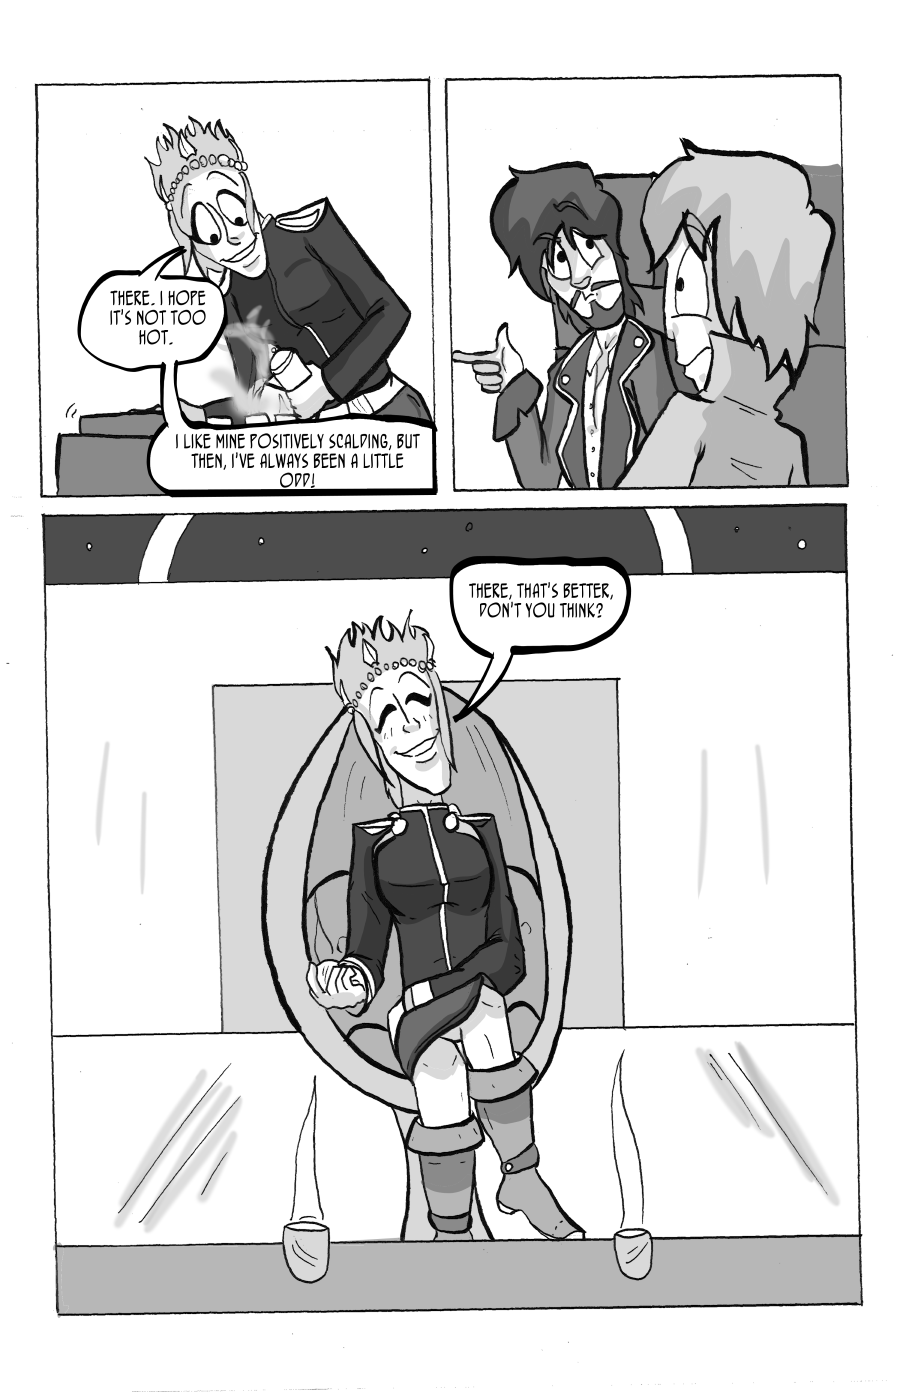 THERE. I HOPE
IT'S NOT TOO
HOT.
I LIKE MINE POSITIVELY SCALDING, BUT
THEN, I'VE ALWAYS BEEN A LITTLE
ODD!
THERE, THAT'S BETTER,
DON'T YOU THINK?